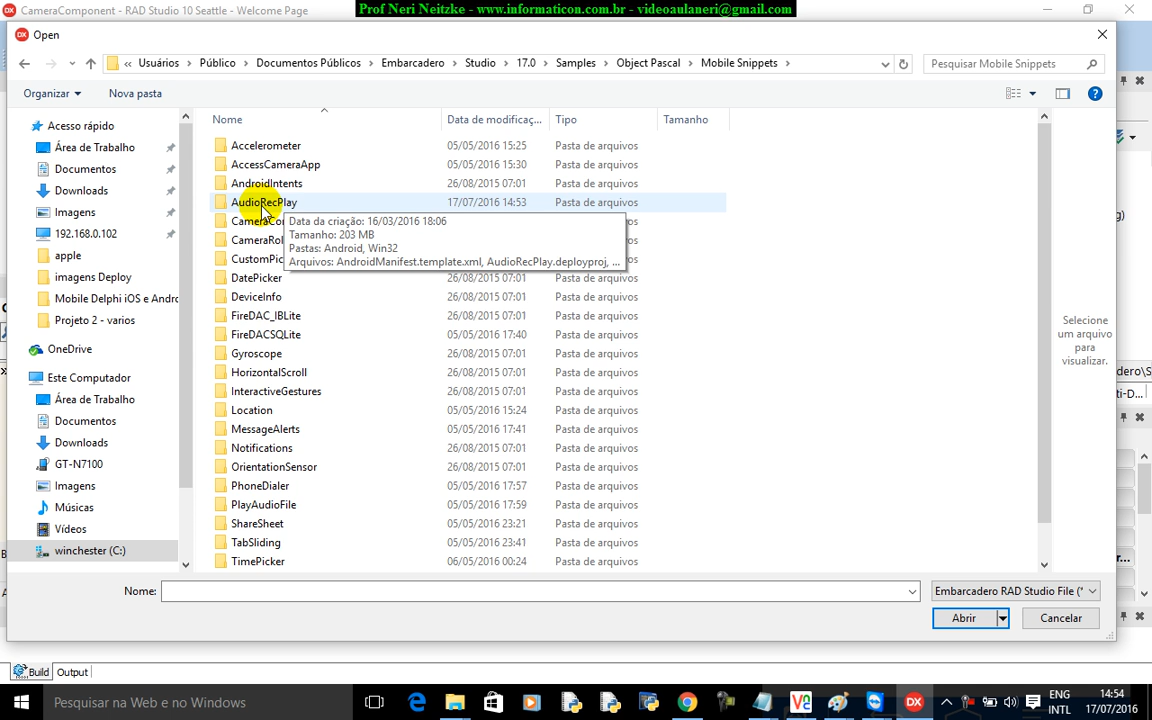 CameraComponent - RAD Studio 10 Seattle - Welcome Page
Prof Neri Neitzke - www.informaticon.com.br - videoaulaneri@gmail.com
Open
« Usuários > Público > Documentos Públicos > Embarcadero > Studio > 17.0 > Samples > Object Pascal > Mobile Snippets >
Pesquisar Mobile Snippets
Organizar
Nova pasta
Nome
Data de modificaç...
Tipo
Tamanho
Acesso rápido
Área de Trabalho
Documentos
Downloads
Imagens
192.168.0.102
apple
imagens Deploy
Mobile Delphi iOS e Andro
Projeto 2 - varios
OneDrive
Este Computador
Área de Trabalho
Documentos
Downloads
GT-N7100
Imagens
Músicas
Vídeos
winchester (C:)
Accelerometer 05/05/2016 15:25 Pasta de arquivos
AccessCameraApp 05/05/2016 15:30 Pasta de arquivos
AndroidIntents 26/08/2015 07:01 Pasta de arquivos
AudioRecPlay 17/07/2016 14:53 Pasta de arquivos
CameraCo
CameraRol
CustomPic
Data da criação: 16/03/2016 18:06
Tamanho: 203 MB
Pastas: Android, Win32
Arquivos: AndroidManifest.template.xml, AudioRecPlay.deployproj, ...
DatePicker 26/08/2015 07:01 Pasta de arquivos
DeviceInfo 26/08/2015 07:01 Pasta de arquivos
FireDAC_IBLite 26/08/2015 07:01 Pasta de arquivos
FireDACSQLite 05/05/2016 17:40 Pasta de arquivos
Gyroscope 26/08/2015 07:01 Pasta de arquivos
HorizontalScroll 26/08/2015 07:01 Pasta de arquivos
InteractiveGestures 26/08/2015 07:01 Pasta de arquivos
Location 05/05/2016 15:24 Pasta de arquivos
MessageAlerts 05/05/2016 17:41 Pasta de arquivos
Notifications 26/08/2015 07:01 Pasta de arquivos
OrientationSensor 26/08/2015 07:01 Pasta de arquivos
PhoneDialer 05/05/2016 17:57 Pasta de arquivos
PlayAudioFile 05/05/2016 17:59 Pasta de arquivos
ShareSheet 05/05/2016 23:21 Pasta de arquivos
TabSliding 05/05/2016 23:41 Pasta de arquivos
TimePicker 06/05/2016 00:24 Pasta de arquivos
Selecione
um arquivo
para
visualizar.
Nome:
Embarcadero RAD Studio File (*
Abrir
Cancelar
Build
Output
Pesquisar na Web e no Windows
ENG
INTL
14:54
17/07/2016